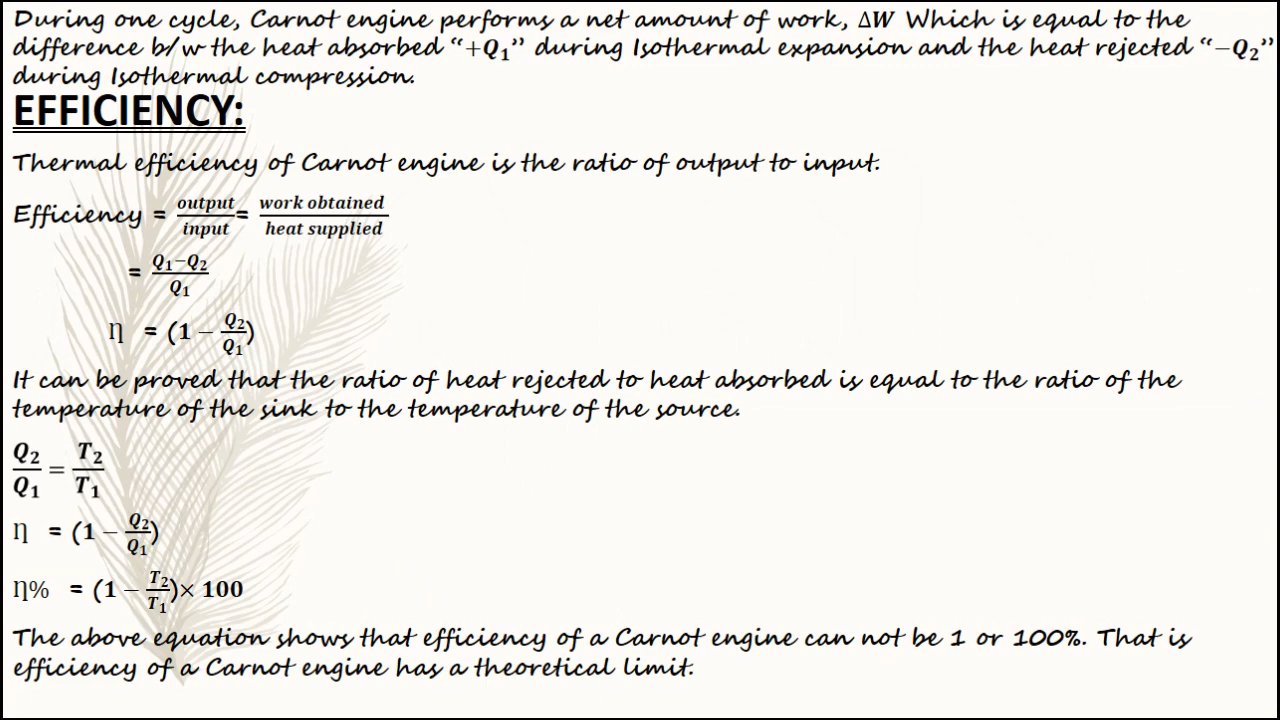 During one cycle, Carnot engine performs a net amount of work, ΔW Which is equal to the
difference b/w the heat absorbed “+Q₁” during Isothermal expansion and the heat rejected “−Q₂”
during Isothermal compression.
EFFICIENCY:
Thermal efficiency of Carnot engine is the ratio of output to input.
Efficiency = output/input = work obtained/heat supplied
= Q₁−Q₂/Q₁
η = (1 − Q₂/Q₁)
It can be proved that the ratio of heat rejected to heat absorbed is equal to the ratio of the
temperature of the sink to the temperature of the source.
Q₂/Q₁ = T₂/T₁
η = (1 − Q₂/Q₁)
η% = (1 − T₂/T₁)× 100
The above equation shows that efficiency of a Carnot engine can not be 1 or 100%. That is
efficiency of a Carnot engine has a theoretical limit.